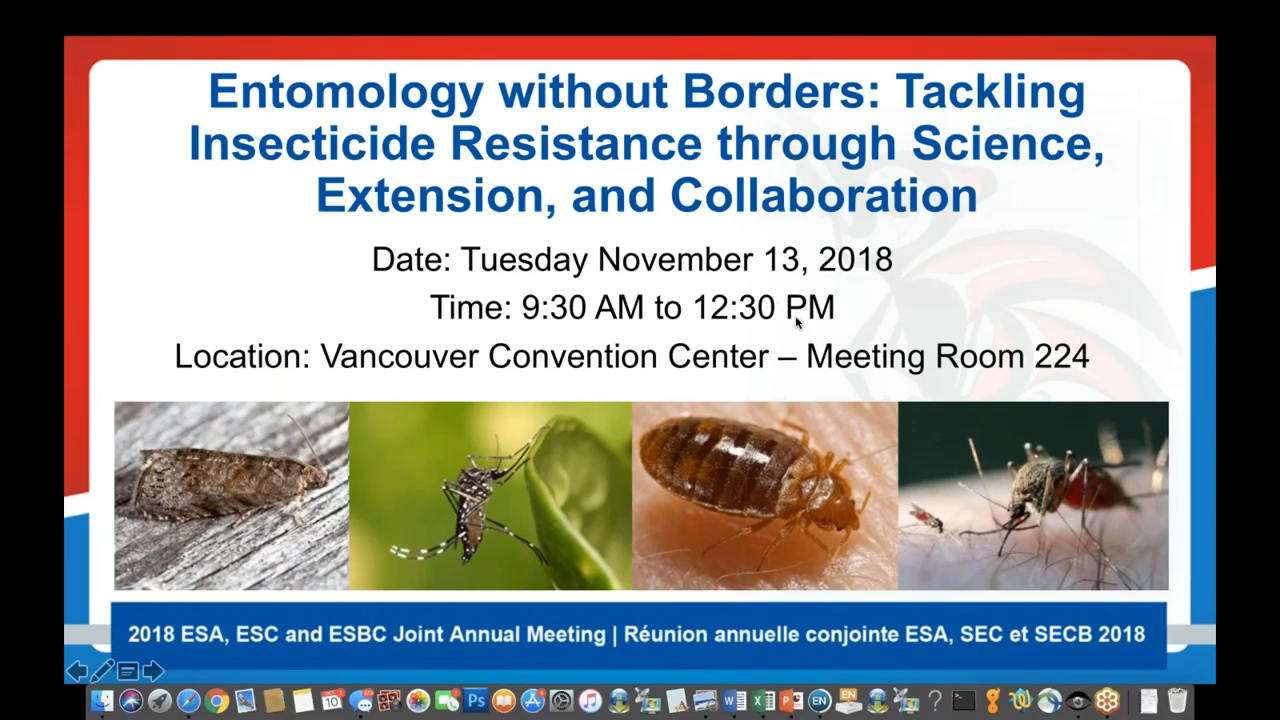 Entomology without Borders: Tackling
Insecticide Resistance through Science,
Extension, and Collaboration
Date: Tuesday November 13, 2018
Time: 9:30 AM to 12:30 PM
Location: Vancouver Convention Center – Meeting Room 224
2018 ESA, ESC and ESBC Joint Annual Meeting | Réunion annuelle conjointe ESA, SEC et SECB 2018